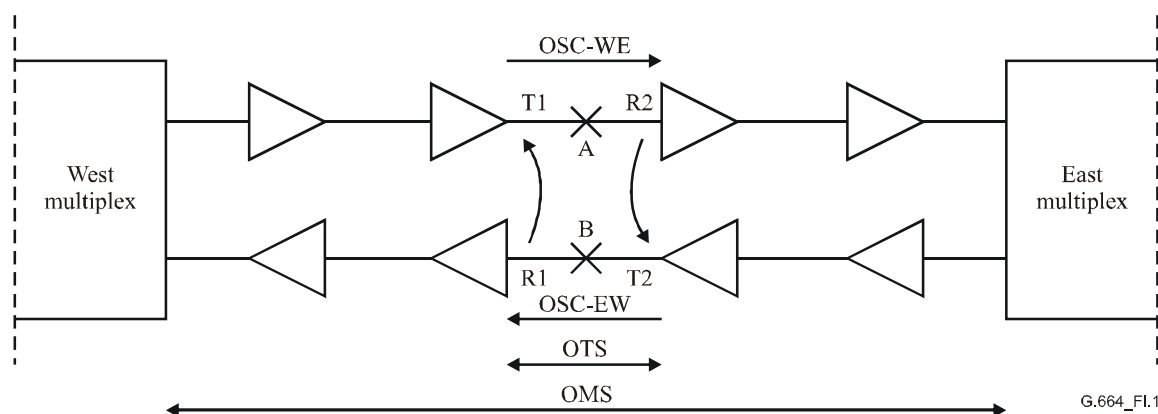 OSC-WE
T1
R2
A
West
multiplex
East
multiplex
B
R1
T2
OSC-EW
OTS
OMS
G.664_FI.1